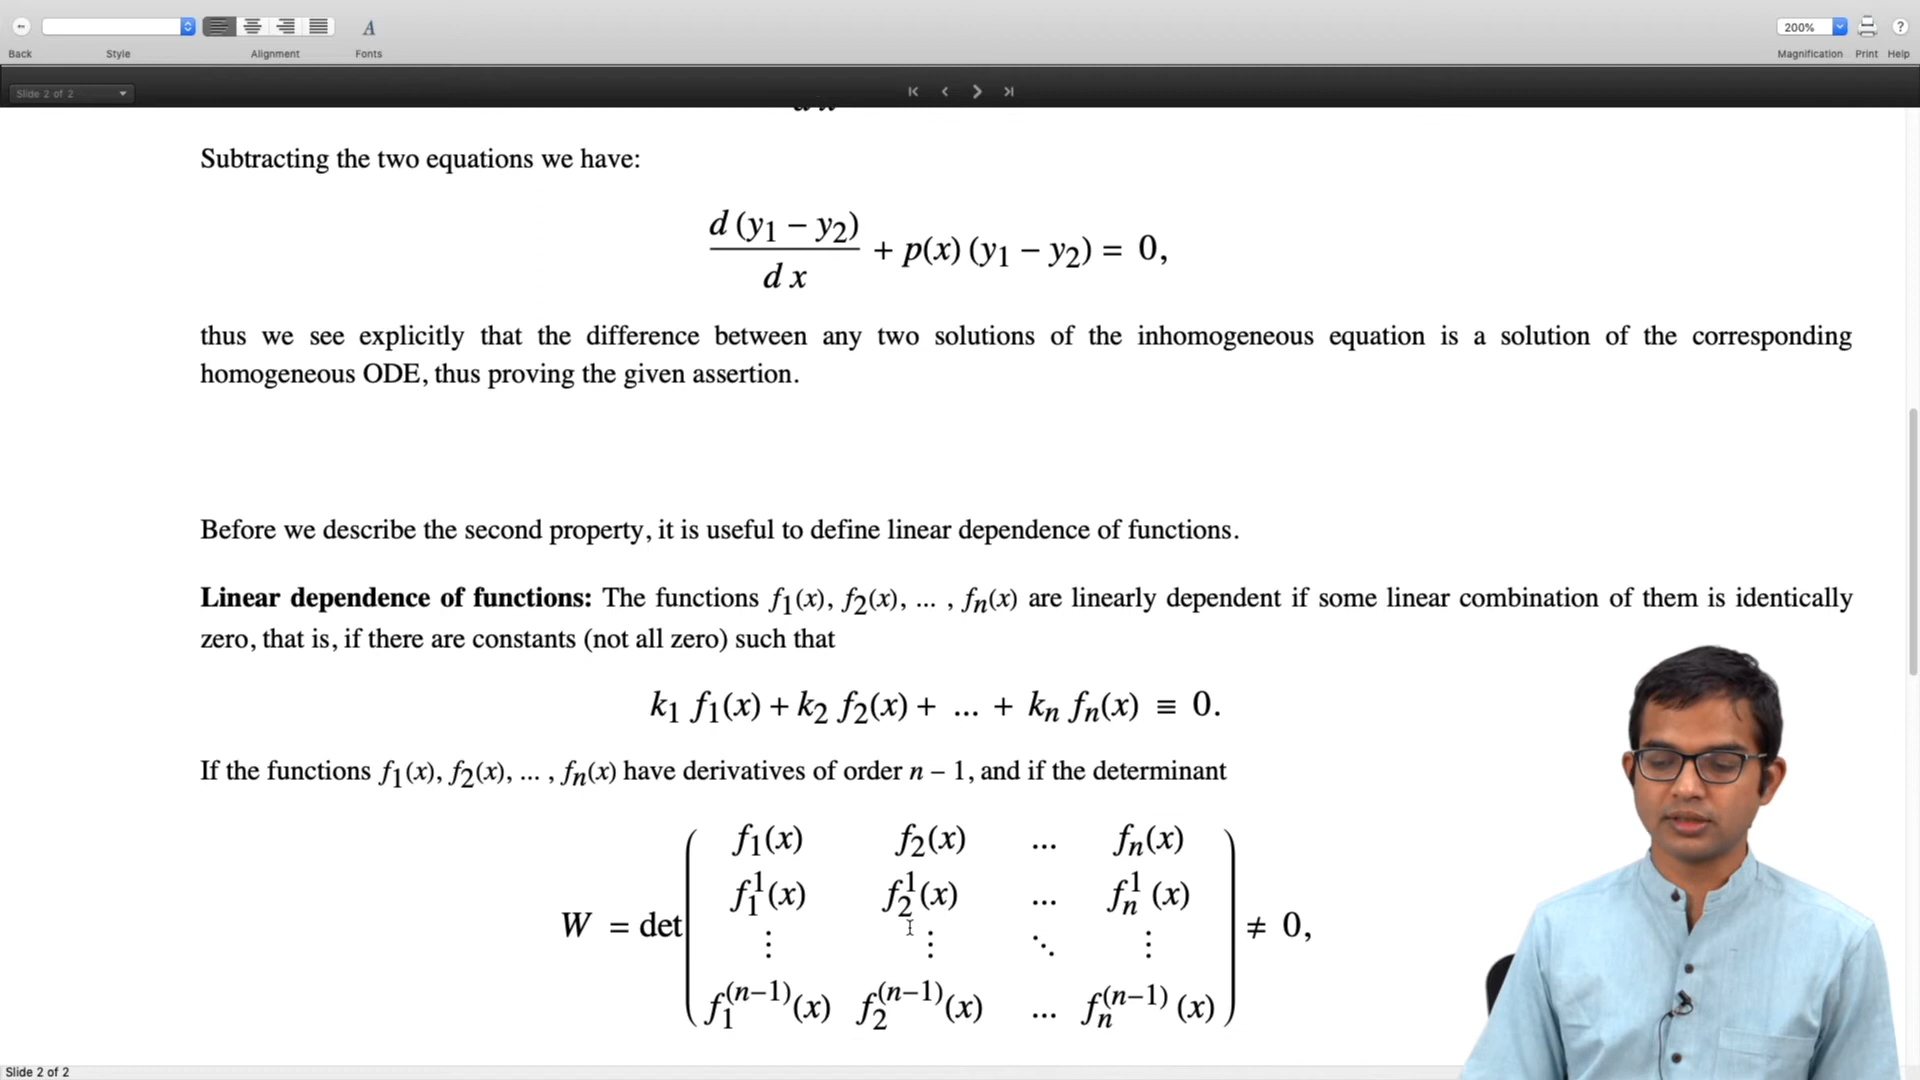 200%
Back Style Alignment Fonts Magnification Print Help
Slide 2 of 2
Subtracting the two equations we have:
d (y1 − y2)
d x
+ p(x) (y1 − y2) = 0,
thus we see explicitly that the difference between any two solutions of the inhomogeneous equation is a solution of the corresponding
homogeneous ODE, thus proving the given assertion.
Before we describe the second property, it is useful to define linear dependence of functions.
Linear dependence of functions: The functions f1(x), f2(x), ... , fn(x) are linearly dependent if some linear combination of them is identically
zero, that is, if there are constants (not all zero) such that
k1 f1(x) + k2 f2(x) + ... + kn fn(x) ≡ 0.
If the functions f1(x), f2(x), ... , fn(x) have derivatives of order n − 1, and if the determinant
f1(x) f2(x) ... fn(x)
f1^1(x) f2^1(x) ... fn^1 (x)
W = det ⋮ ⋮ ⋱ ⋮ ≠ 0,
f1^(n−1)(x) f2^(n−1)(x) ... fn^(n−1) (x)
Slide 2 of 2